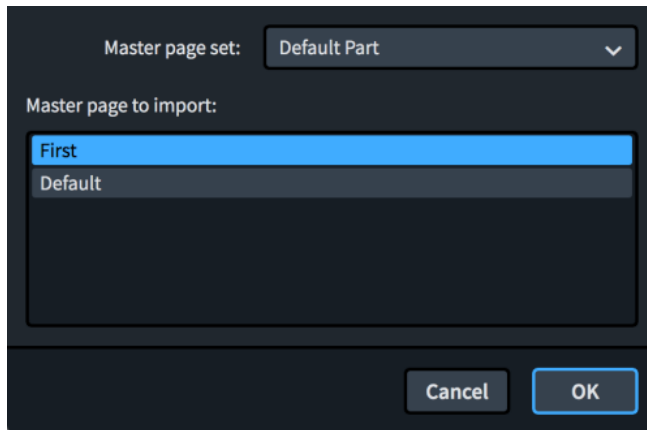 Master page set: Default Part
Master page to import:
First
Default
Cancel OK